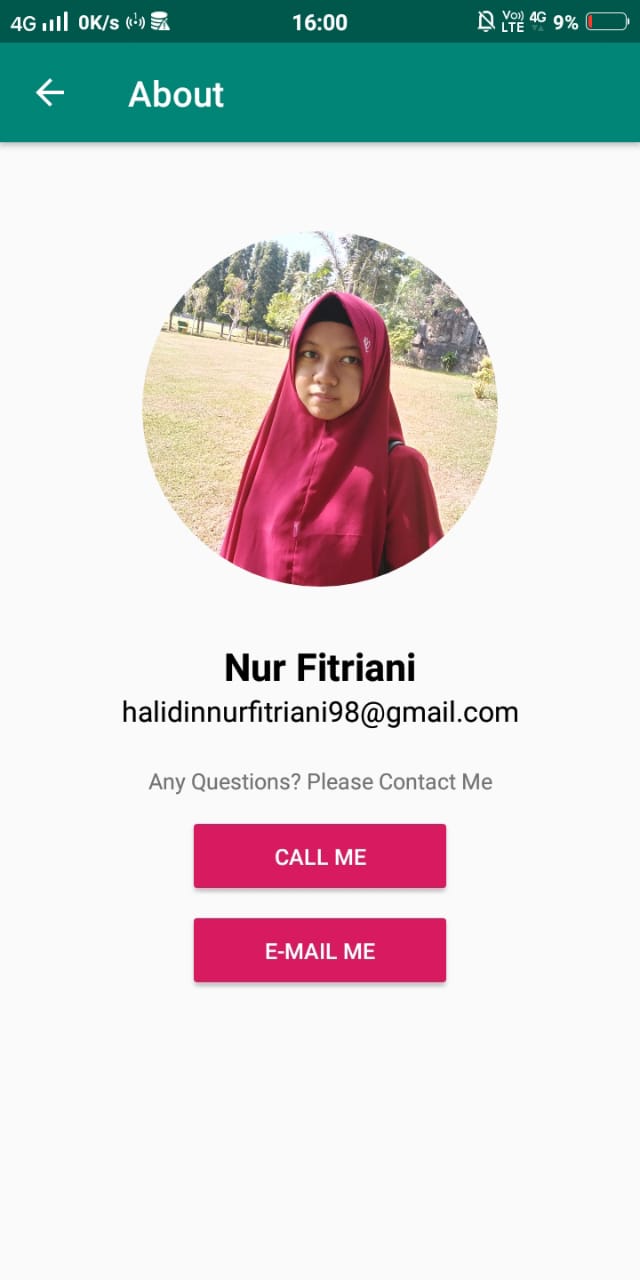 4G 0K/s 16:00 Vo) LTE 4G 9%
About
Nur Fitriani
halidinnurfitriani98@gmail.com
Any Questions? Please Contact Me
CALL ME
E-MAIL ME